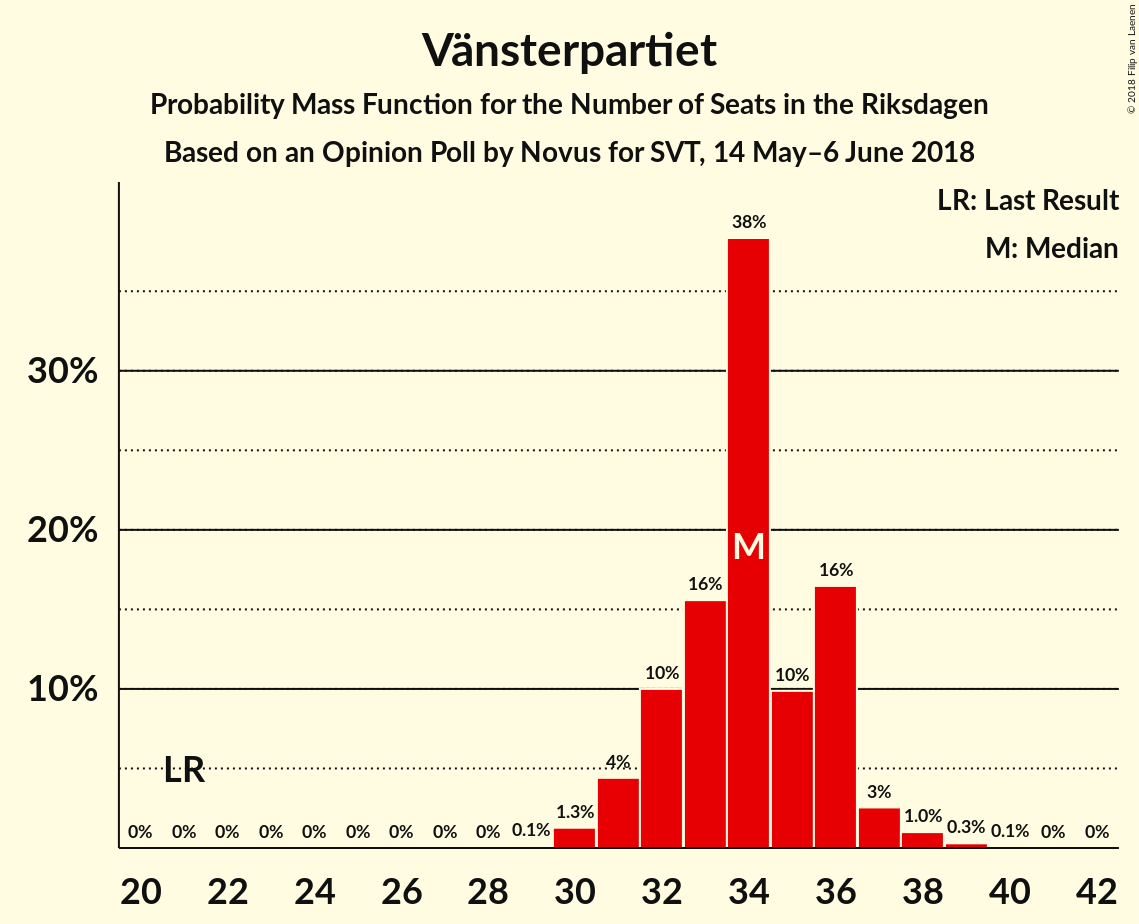 Vänsterpartiet
Probability Mass Function for the Number of Seats in the Riksdagen
Based on an Opinion Poll by Novus for SVT, 14 May–6 June 2018
© 2018 Filip van Laenen
LR: Last Result
M: Median
38%
30%
20%
M
16% 16%
10%
10% 10%
LR
4%
3%
0% 0% 0% 0% 0% 0% 0% 0% 0% 0.1% 1.3% 1.0% 0.3% 0.1% 0% 0%
20 22 24 26 28 30 32 34 36 38 40 42